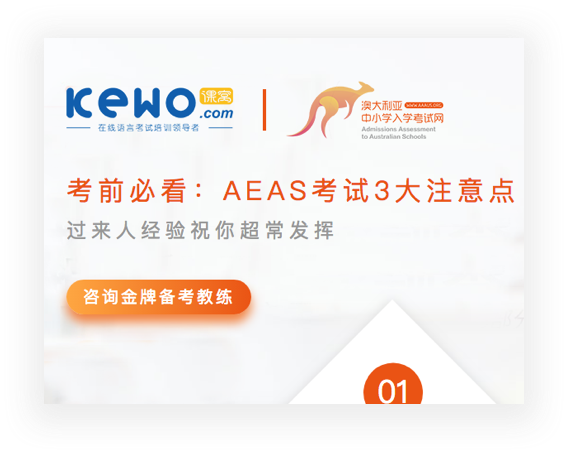 KeWO课窝
.com
在线语言考试培训领导者
澳大利亚 WWW.AAAUS.ORG
中小学入学考试网
Admissions Assessment
to Australian Schools
考前必看：AEAS考试3大注意点
过来人经验祝你超常发挥
咨询金牌备考教练
01